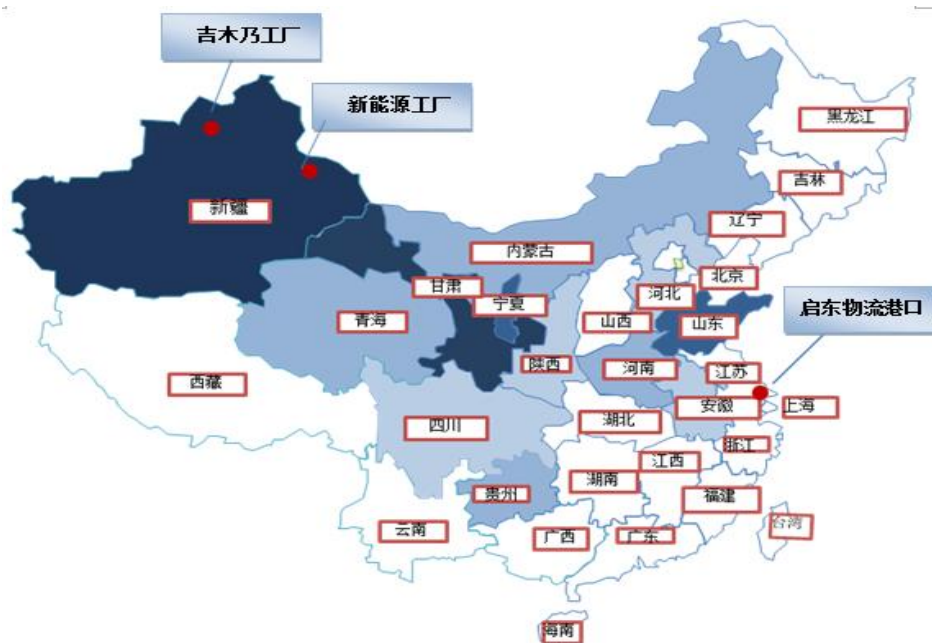 吉木乃工厂
新能源工厂
黑龙江
吉林
新疆
辽宁
内蒙古
北京
甘肃
宁夏
河北
启东物流港口
青海
山西
山东
陕西
河南
江苏
西藏
安徽
上海
四川
湖北
浙江
江西
湖南
贵州
福建
云南
广西
广东
台湾
海南